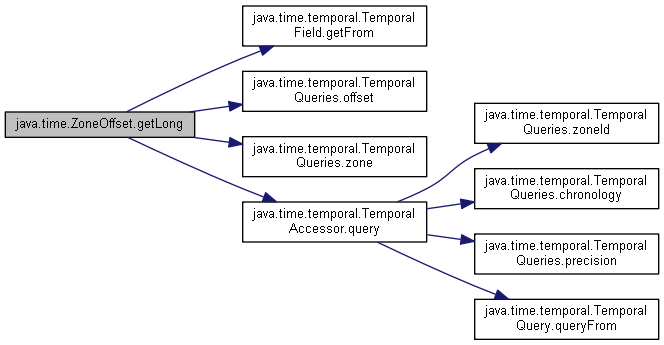 java.time.temporal.Temporal
Field.getFrom
java.time.temporal.Temporal
Queries.offset
java.time.ZoneOffset.getLong
java.time.temporal.Temporal
Queries.zone
java.time.temporal.Temporal
Accessor.query
java.time.temporal.Temporal
Queries.zoneId
java.time.temporal.Temporal
Queries.chronology
java.time.temporal.Temporal
Queries.precision
java.time.temporal.Temporal
Query.queryFrom